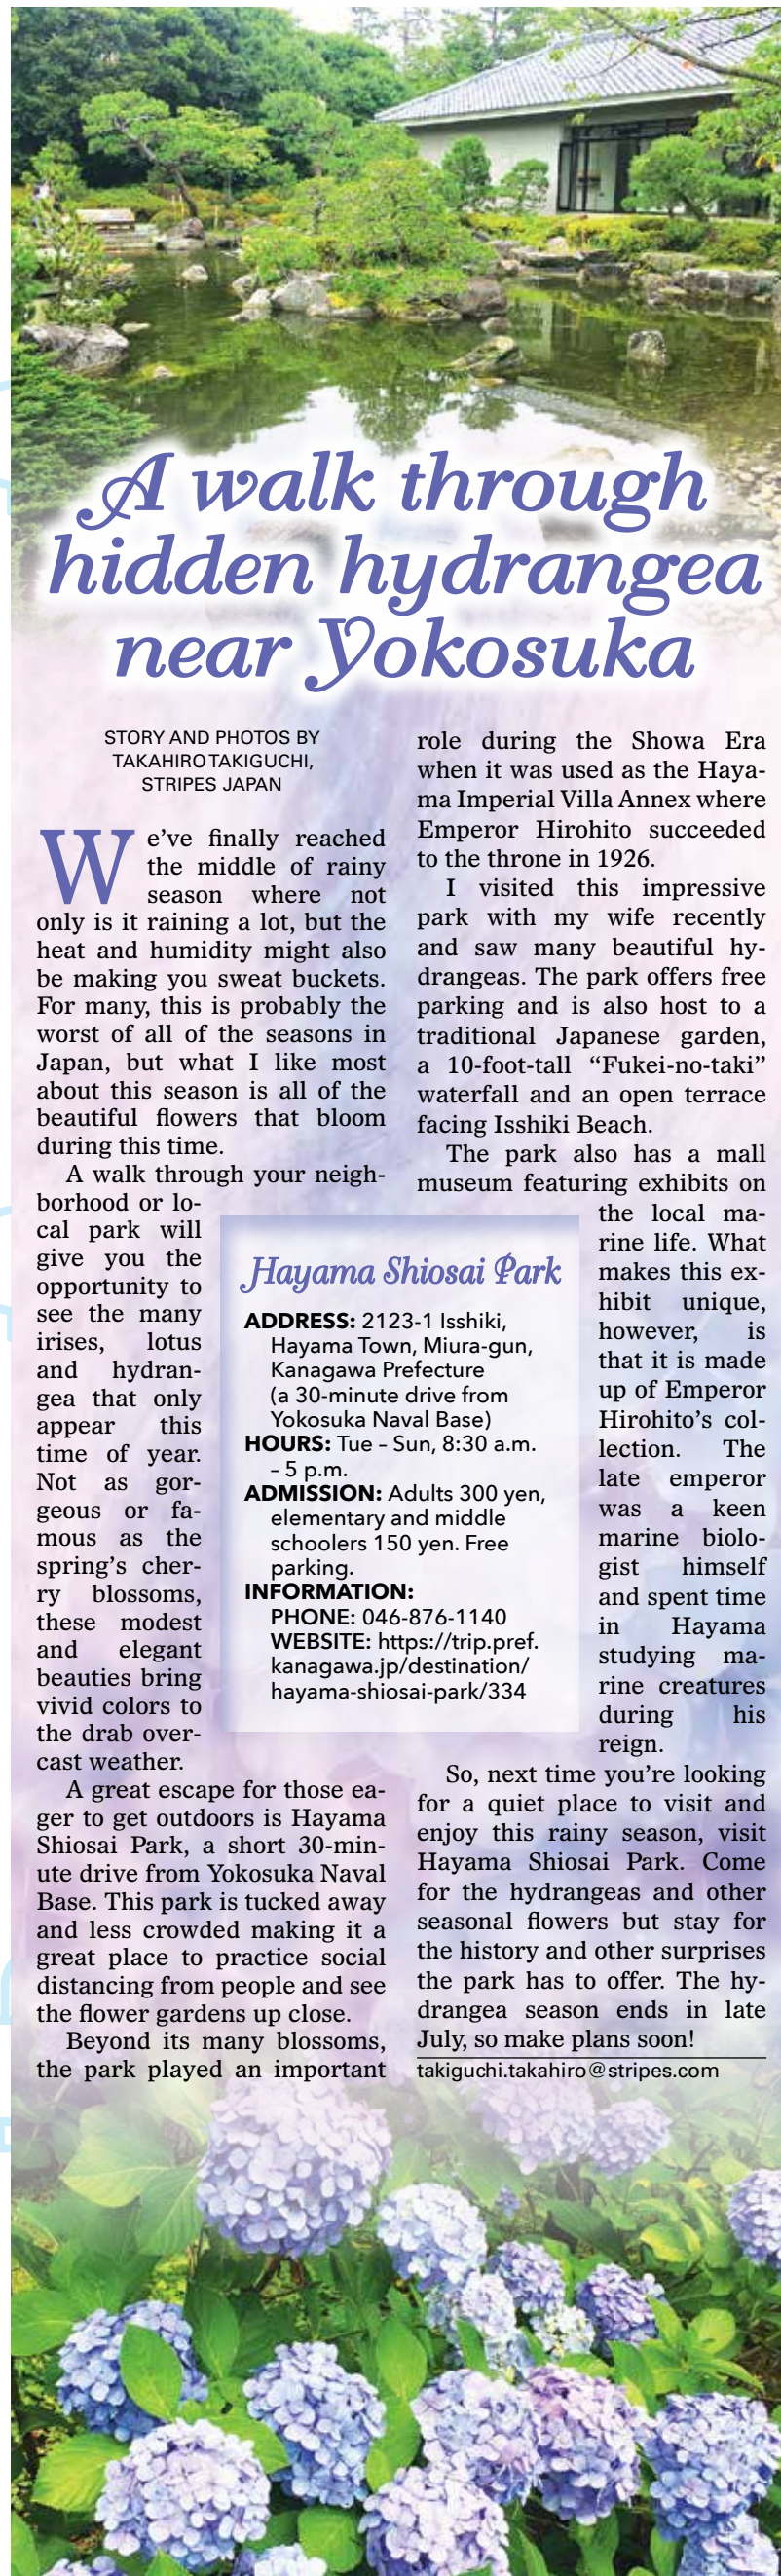 A walk through
hidden hydrangea
near Yokosuka
STORY AND PHOTOS BY
TAKAHIRO TAKIGUCHI,
STRIPES JAPAN
We’ve finally reached
the middle of rainy
season where not
only is it raining a lot, but the
heat and humidity might also
be making you sweat buckets.
For many, this is probably the
worst of all of the seasons in
Japan, but what I like most
about this season is all of the
beautiful flowers that bloom
during this time.
A walk through your neigh-
borhood or lo-
cal park will
give you the
opportunity to
see the many
irises, lotus
and hydran-
gea that only
appear this
time of year.
Not as gor-
geous or fa-
mous as the
spring’s cher-
ry blossoms,
these modest
and elegant
beauties bring
vivid colors to
the drab over-
cast weather.
A great escape for those ea-
ger to get outdoors is Hayama
Shiosai Park, a short 30-min-
ute drive from Yokosuka Naval
Base. This park is tucked away
and less crowded making it a
great place to practice social
distancing from people and see
the flower gardens up close.
Beyond its many blossoms,
the park played an important
role during the Showa Era
when it was used as the Haya-
ma Imperial Villa Annex where
Emperor Hirohito succeeded
to the throne in 1926.
I visited this impressive
park with my wife recently
and saw many beautiful hy-
drangeas. The park offers free
parking and is also host to a
traditional Japanese garden,
a 10-foot-tall “Fukei-no-taki”
waterfall and an open terrace
facing Isshiki Beach.
The park also has a mall
museum featuring exhibits on
the local ma-
rine life. What
makes this ex-
hibit unique,
however, is
that it is made
up of Emperor
Hirohito’s col-
lection. The
late emperor
was a keen
marine biolo-
gist himself
and spent time
in Hayama
studying ma-
rine creatures
during his
reign.
So, next time you’re looking
for a quiet place to visit and
enjoy this rainy season, visit
Hayama Shiosai Park. Come
for the hydrangeas and other
seasonal flowers but stay for
the history and other surprises
the park has to offer. The hy-
drangea season ends in late
July, so make plans soon!
takiguchi.takahiro@stripes.com
Hayama Shiosai Park
ADDRESS: 2123-1 Isshiki,
Hayama Town, Miura-gun,
Kanagawa Prefecture
(a 30-minute drive from
Yokosuka Naval Base)
HOURS: Tue – Sun, 8:30 a.m.
– 5 p.m.
ADMISSION: Adults 300 yen,
elementary and middle
schoolers 150 yen. Free
parking.
INFORMATION:
PHONE: 046-876-1140
WEBSITE: https://trip.pref.
kanagawa.jp/destination/
hayama-shiosai-park/334